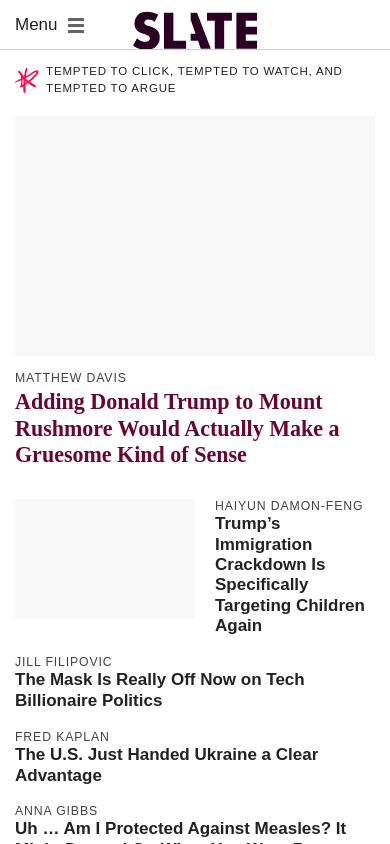 Menu
SLATE
TEMPTED TO CLICK, TEMPTED TO WATCH, AND
TEMPTED TO ARGUE
MATTHEW DAVIS
Adding Donald Trump to Mount
Rushmore Would Actually Make a
Gruesome Kind of Sense
HAIYUN DAMON-FENG
Trump’s
Immigration
Crackdown Is
Specifically
Targeting Children
Again
JILL FILIPOVIC
The Mask Is Really Off Now on Tech
Billionaire Politics
FRED KAPLAN
The U.S. Just Handed Ukraine a Clear
Advantage
ANNA GIBBS
Uh … Am I Protected Against Measles? It